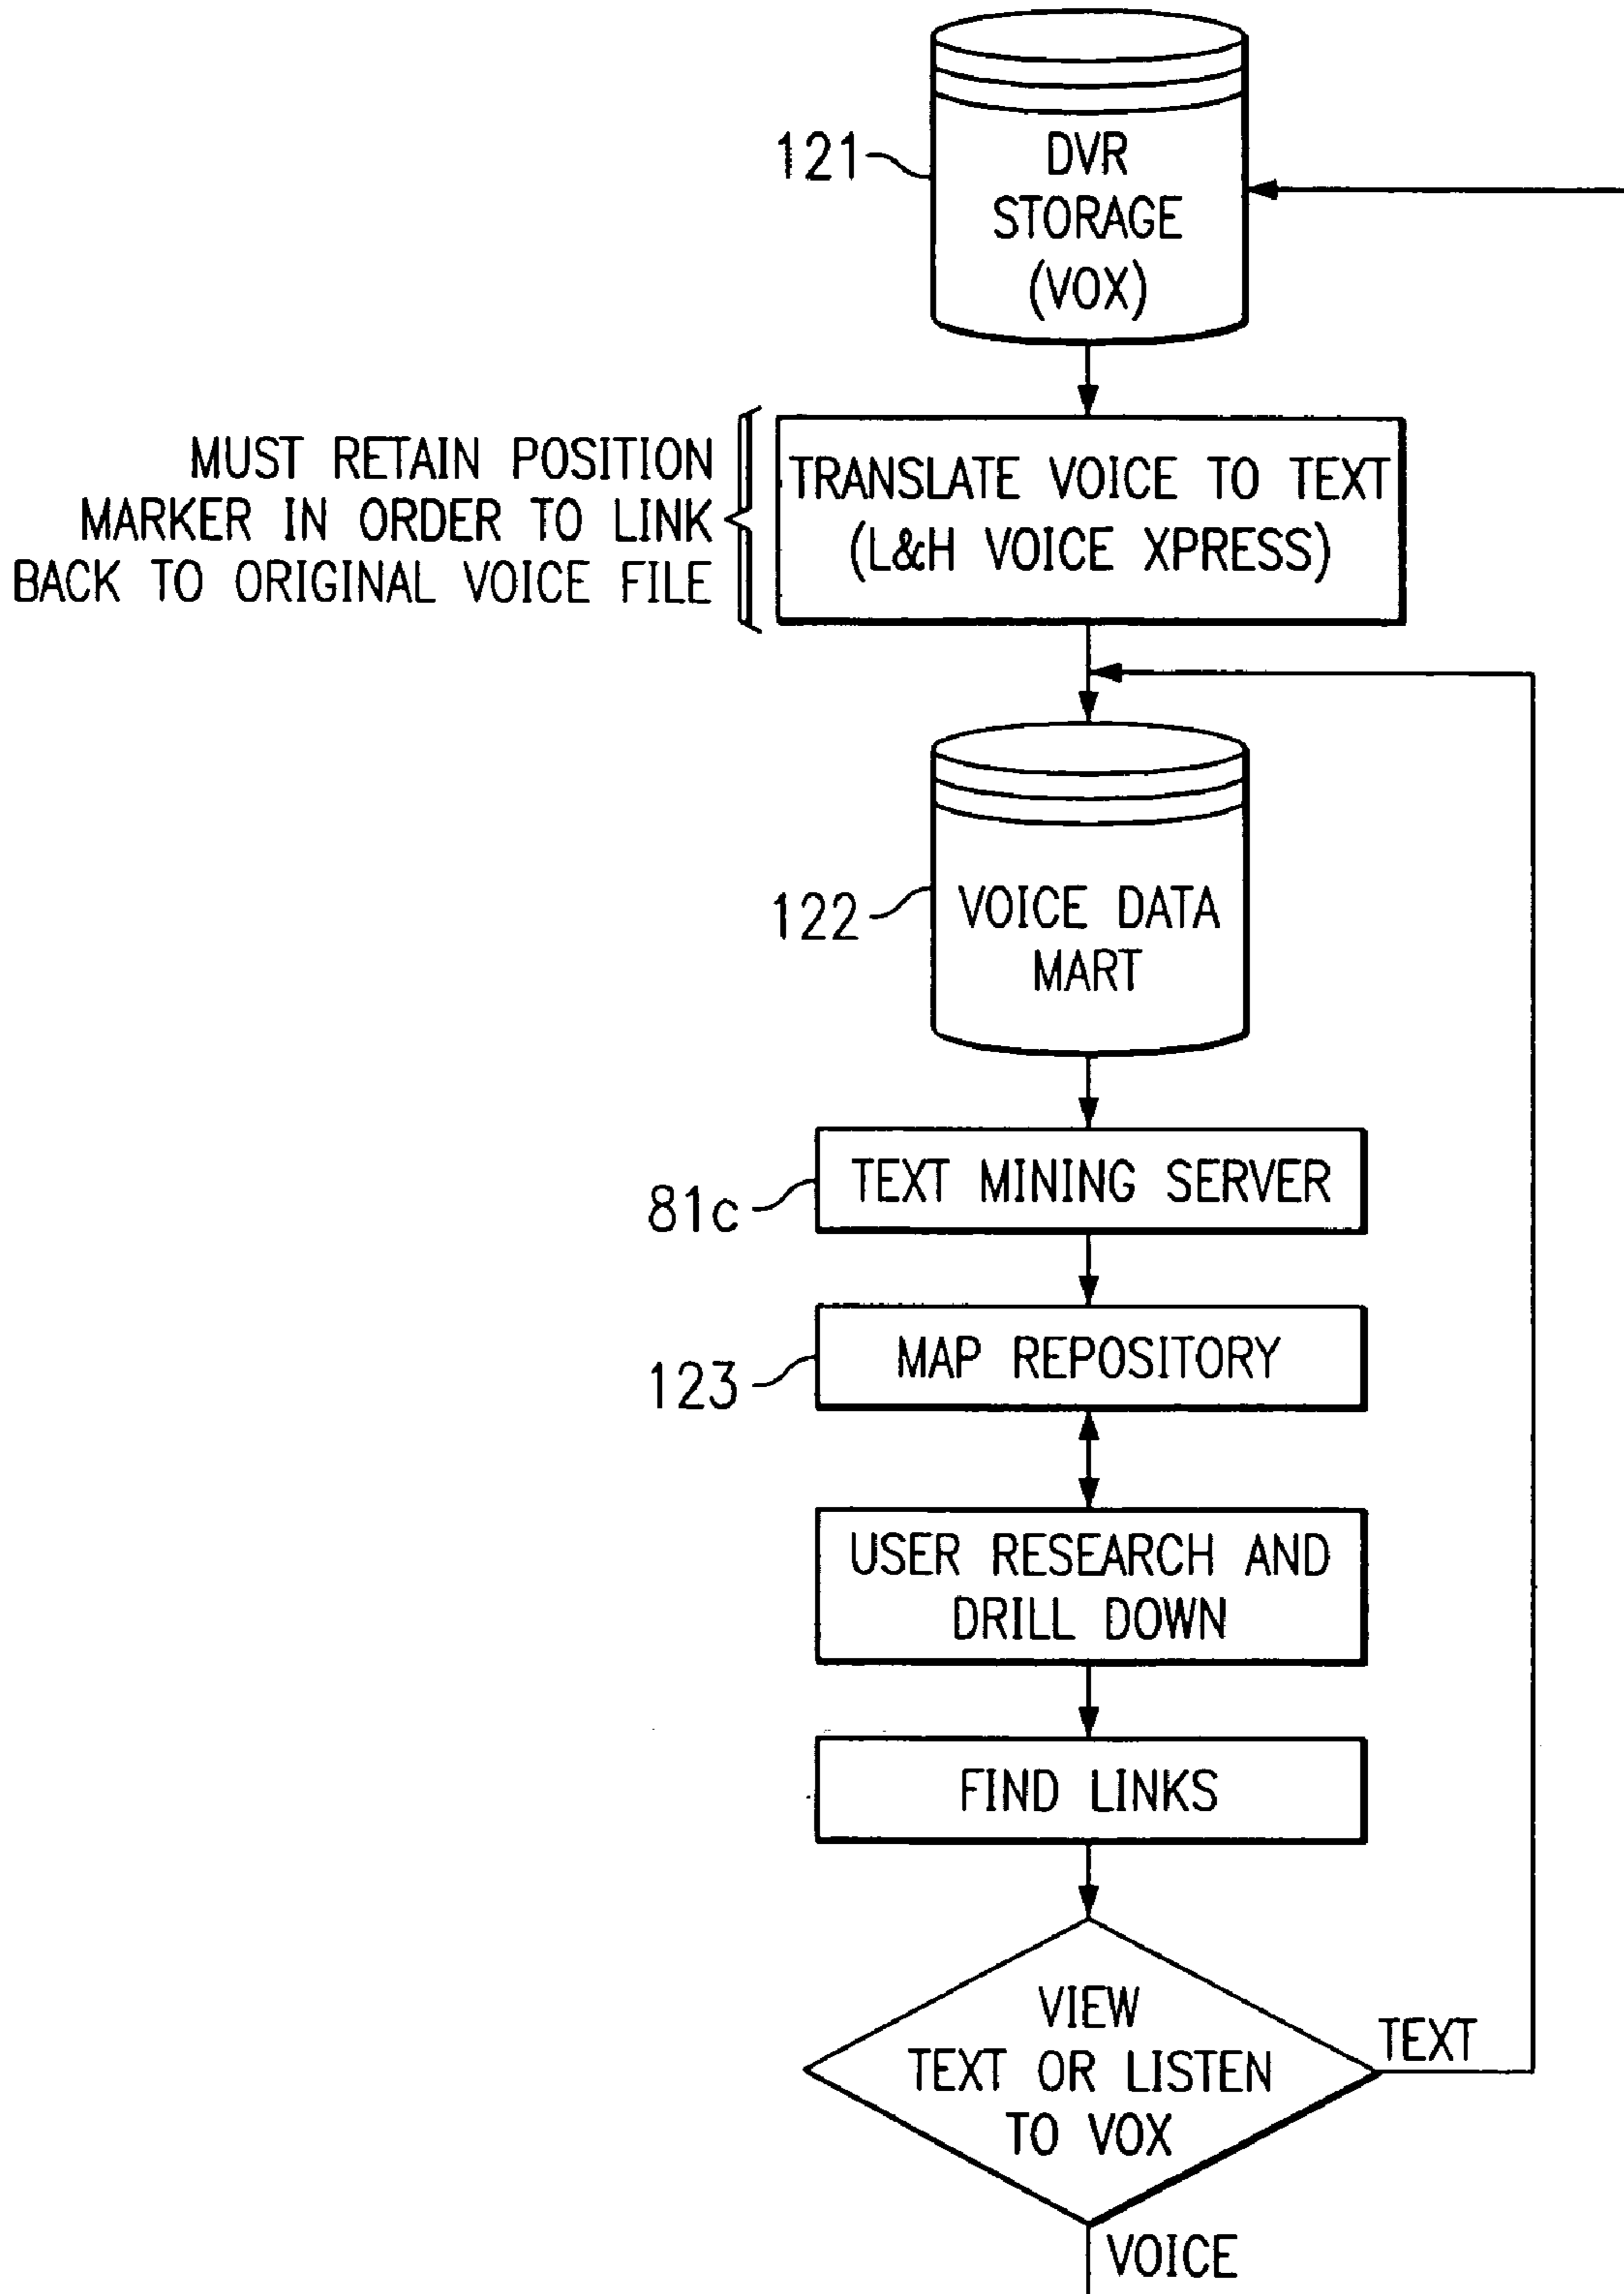 121
DVR
STORAGE
(VOX)
MUST RETAIN POSITION
MARKER IN ORDER TO LINK
BACK TO ORIGINAL VOICE FILE
TRANSLATE VOICE TO TEXT
(L&H VOICE XPRESS)
122
VOICE DATA
MART
81c
TEXT MINING SERVER
123
MAP REPOSITORY
USER RESEARCH AND
DRILL DOWN
FIND LINKS
VIEW
TEXT OR LISTEN
TO VOX
TEXT
VOICE